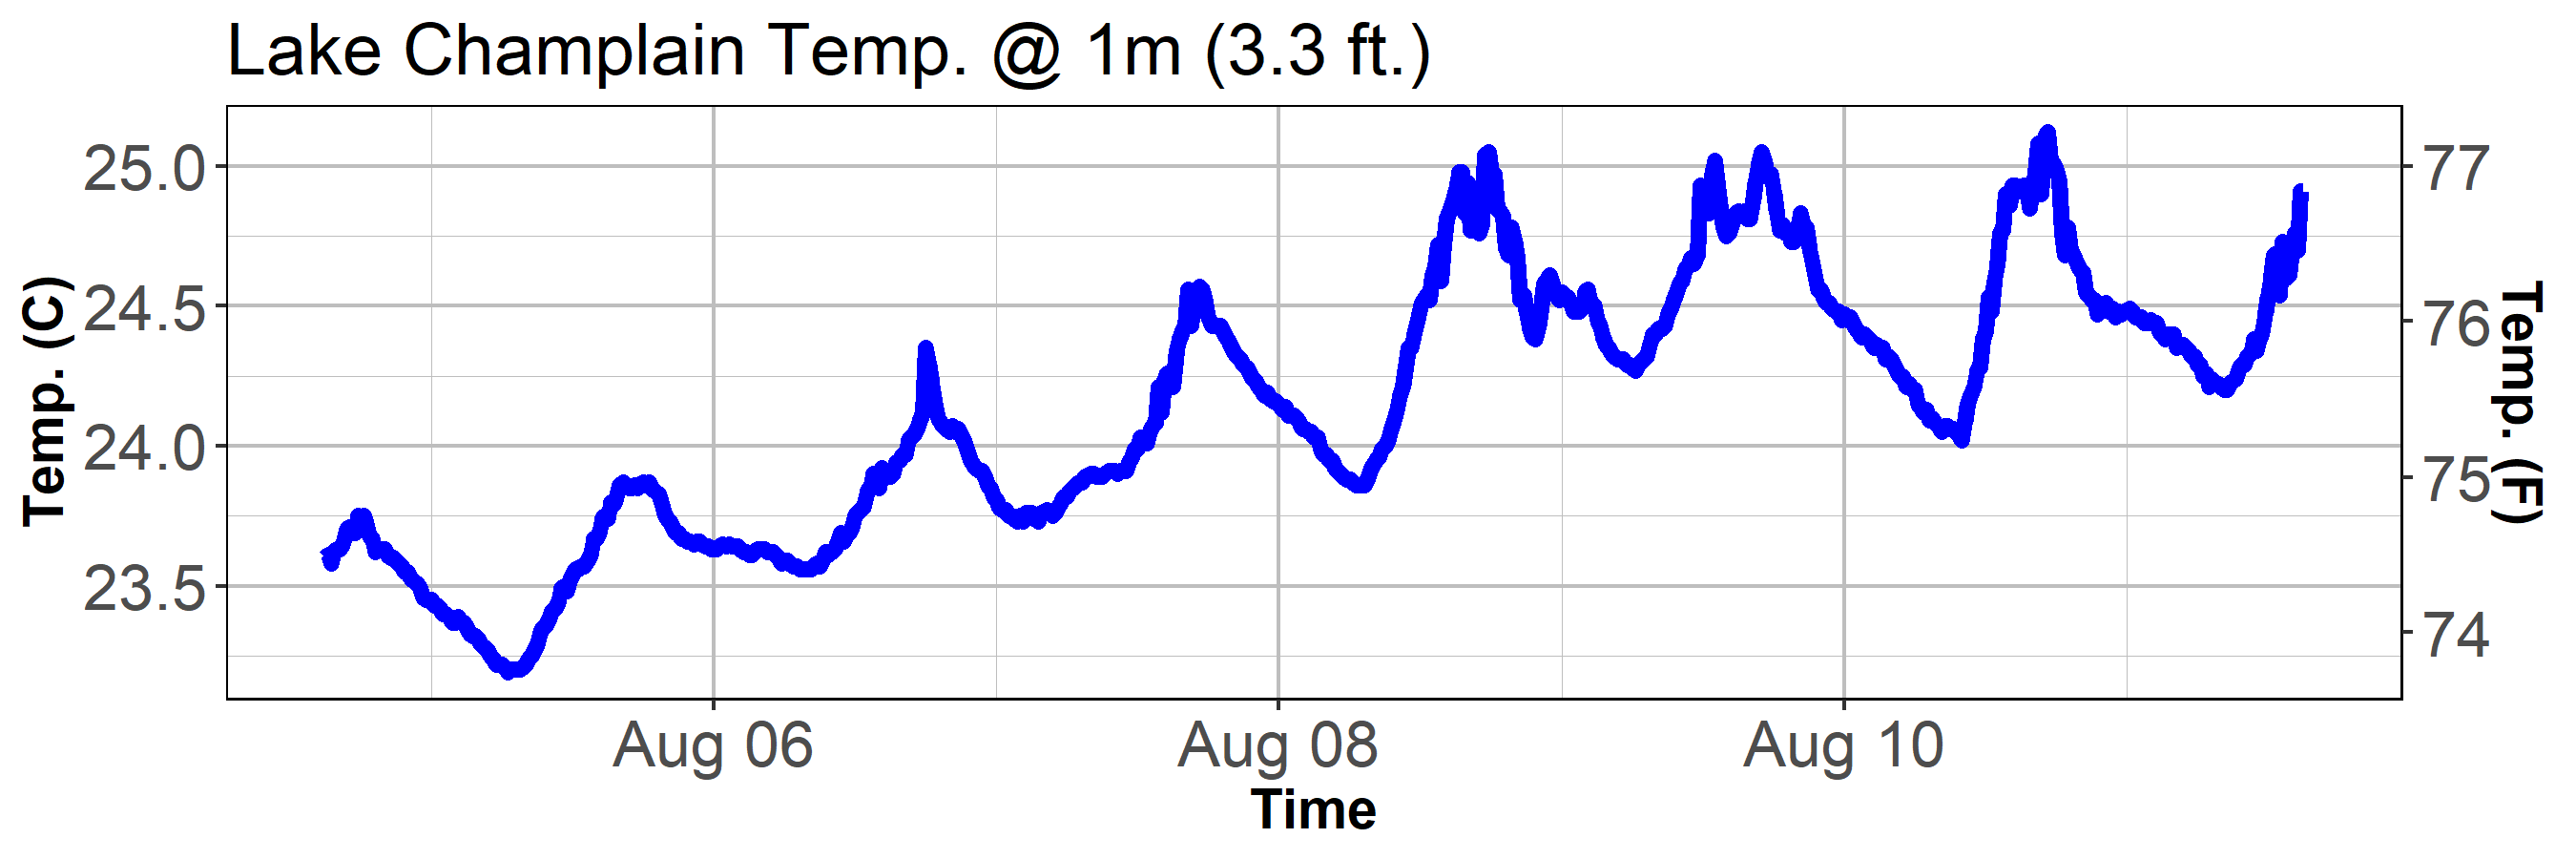 Lake Champlain Temp. @ 1m (3.3 ft.)
Temp. (C)
25.0
24.5
24.0
23.5
77
76
75
74
Temp. (F)
Aug 06 Aug 08 Aug 10
Time